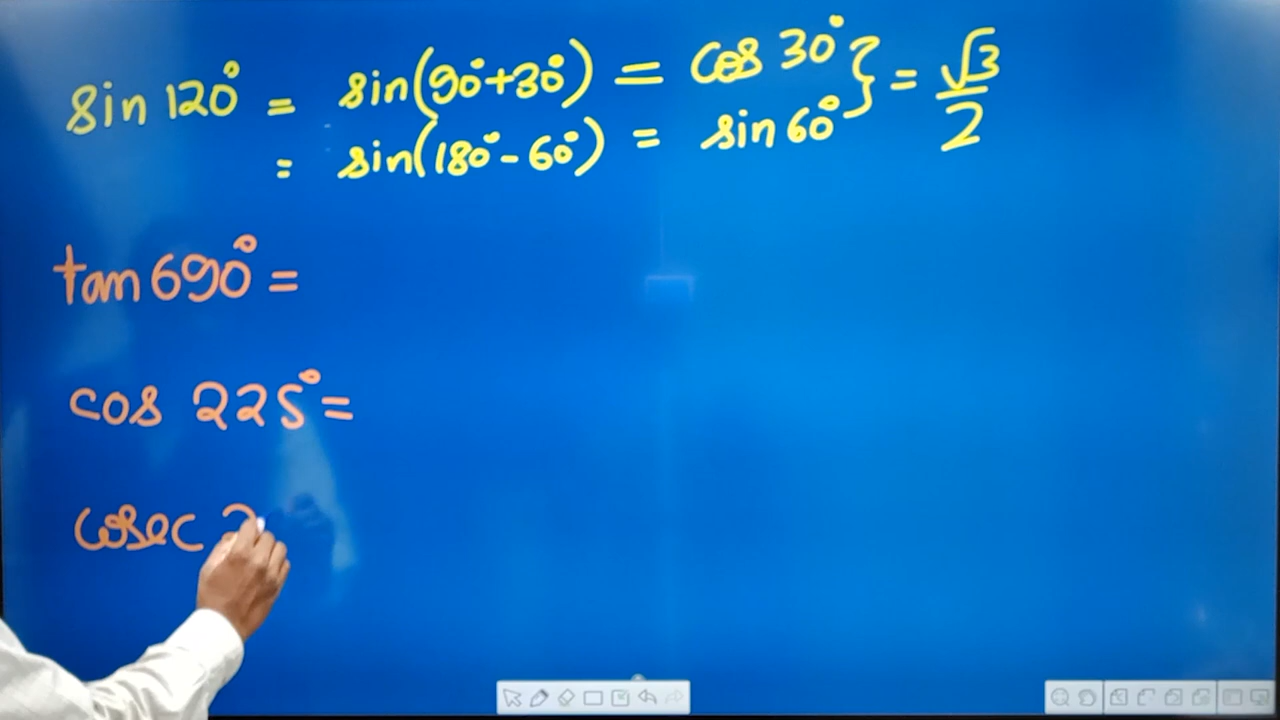 sin 120° = sin(90°+30°) = cos 30° } = √3/2
= sin(180°-60°) = sin 60°
tan 690° =
cos 225° =
cosec